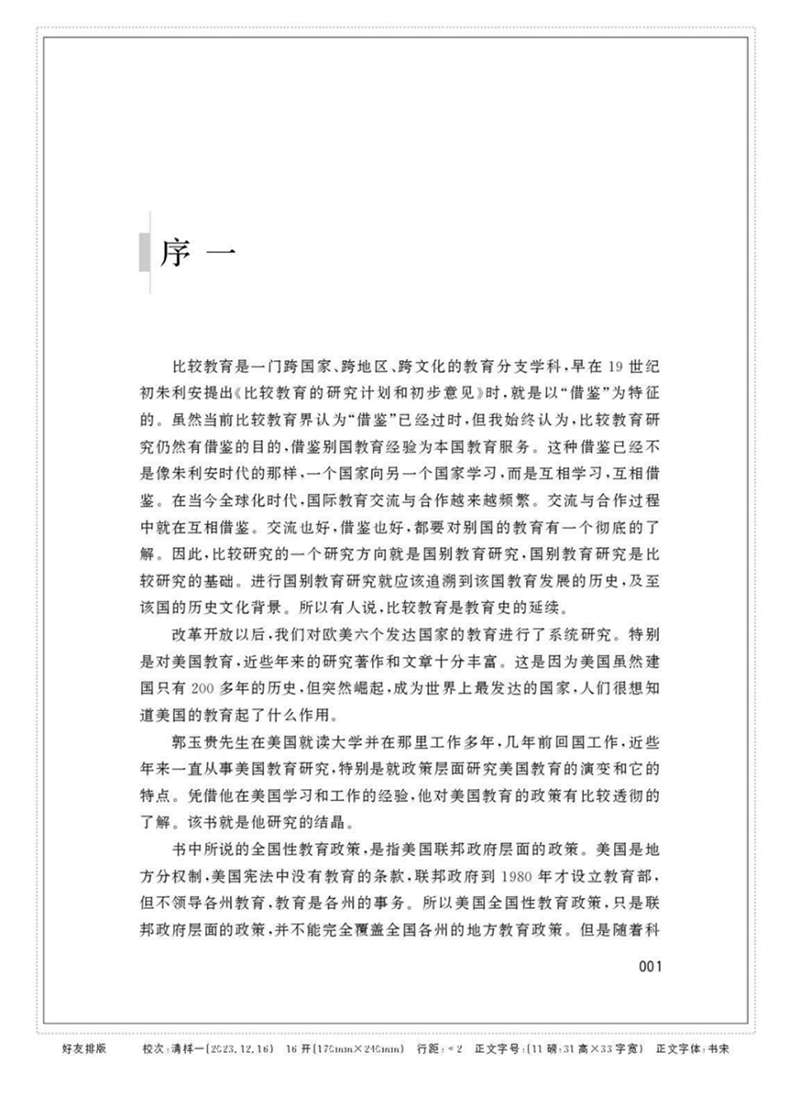 序 一
比较教育是一门跨国家、跨地区、跨文化的教育分支学科,早在 19 世纪
初朱利安提出《比较教育的研究计划和初步意见》时,就是以“借鉴”为特征
的。虽然当前比较教育界认为“借鉴”已经过时,但我始终认为,比较教育研
究仍然有借鉴的目的,借鉴别国教育经验为本国教育服务。这种借鉴已经不
是像朱利安时代的那样,一个国家向另一个国家学习,而是互相学习,互相借
鉴。在当今全球化时代,国际教育交流与合作越来越频繁。交流与合作过程
中就在互相借鉴。交流也好,借鉴也好,都要对别国的教育有一个彻底的了
解。因此,比较研究的一个研究方向就是国别教育研究,国别教育研究是比
较研究的基础。进行国别教育研究就应该追溯到该国教育发展的历史,及至
该国的历史文化背景。所以有人说,比较教育是教育史的延续。
改革开放以后,我们对欧美六个发达国家的教育进行了系统研究。特别
是对美国教育,近些年来的研究著作和文章十分丰富。这是因为美国虽然建
国只有 200 多年的历史,但突然崛起,成为世界上最发达的国家,人们很想知
道美国的教育起了什么作用。
郭玉贵先生在美国就读大学并在那里工作多年,几年前回国工作,近些
年来一直从事美国教育研究,特别是就政策层面研究美国教育的演变和它的
特点。凭借他在美国学习和工作的经验,他对美国教育的政策有比较透彻的
了解。该书就是他研究的结晶。
书中所说的全国性教育政策,是指美国联邦政府层面的政策。美国是地
方分权制,美国宪法中没有教育的条款,联邦政府到 1980 年才设立教育部,
但不领导各州教育,教育是各州的事务。所以美国全国性教育政策,只是联
邦政府层面的政策,并不能完全覆盖全国各州的地方教育政策。但是随着科
001
好友排版 校次:清样一(2023.12.16) 16 开(170mm×240mm) 行距:*2 正文字号:(11 磅:31 高×33 字宽) 正文字体:书宋